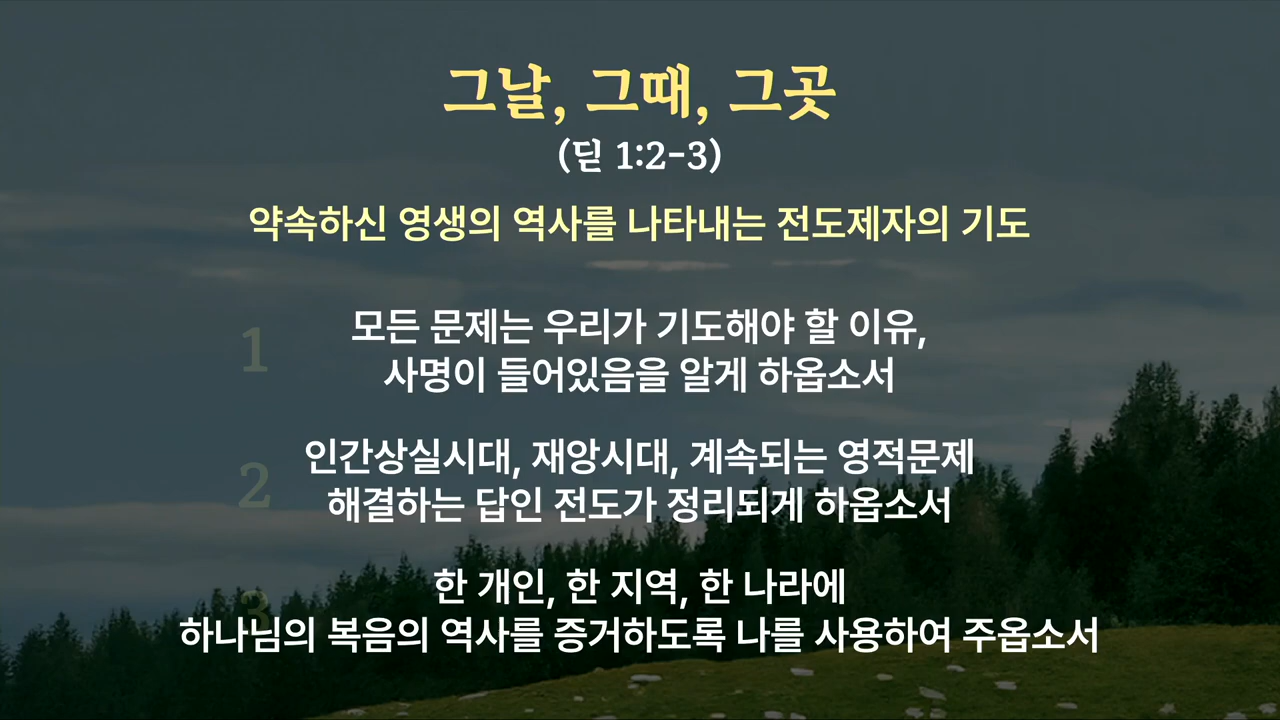 그날, 그때, 그곳
(딛 1:2-3)
약속하신 영생의 역사를 나타내는 전도제자의 기도
1
모든 문제는 우리가 기도해야 할 이유,
사명이 들어있음을 알게 하옵소서
2
인간상실시대, 재앙시대, 계속되는 영적문제
해결하는 답인 전도가 정리되게 하옵소서
3
한 개인, 한 지역, 한 나라에
하나님의 복음의 역사를 증거하도록 나를 사용하여 주옵소서